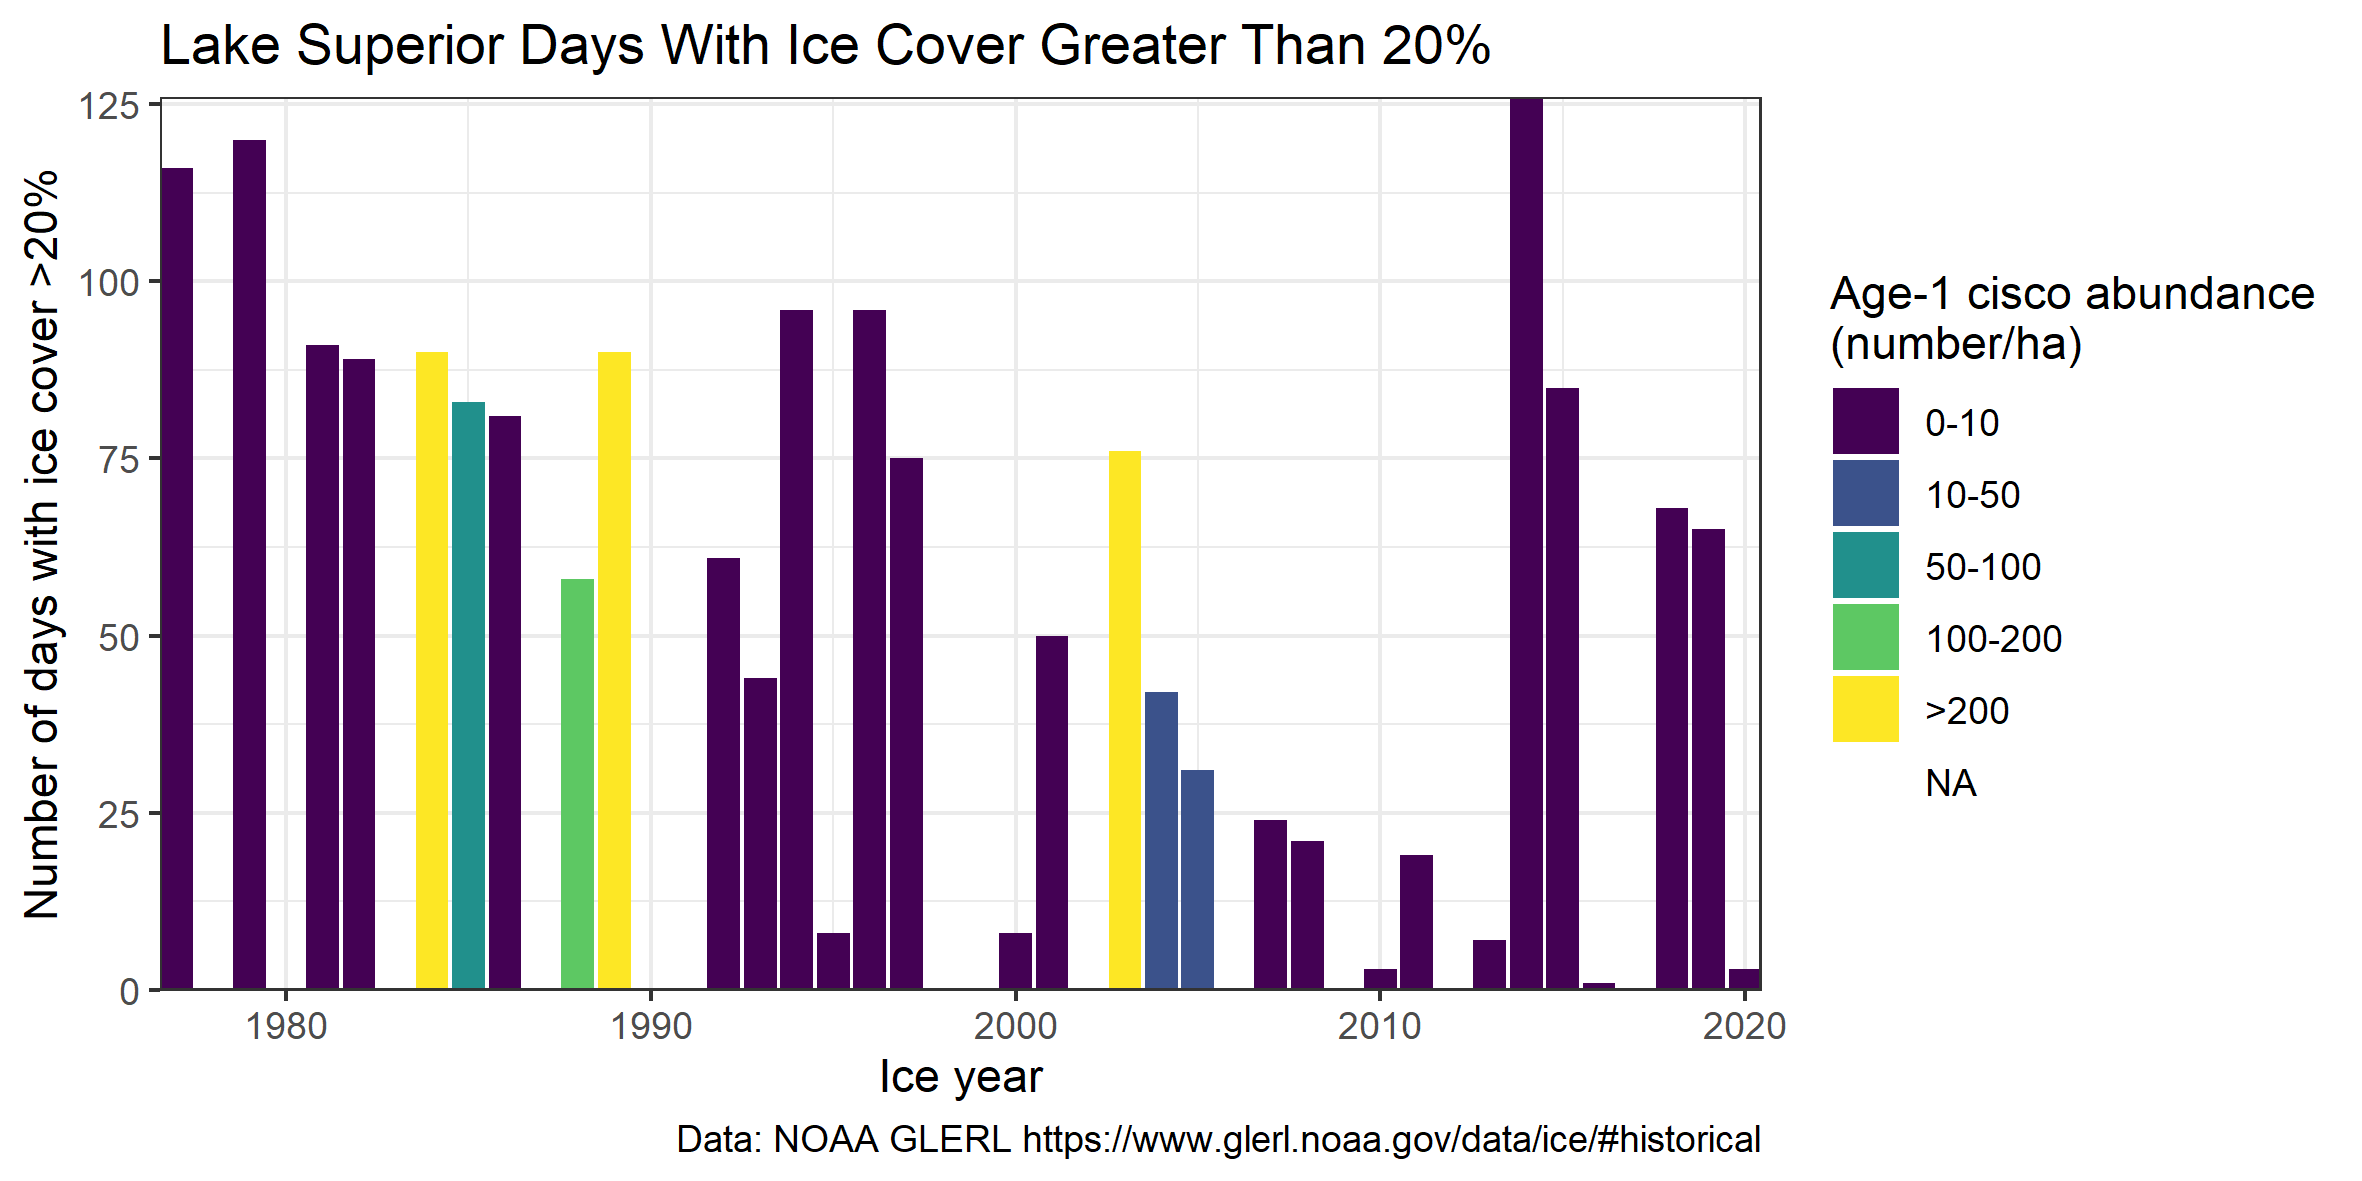 Lake Superior Days With Ice Cover Greater Than 20%
Number of days with ice cover >20%
125
100
75
50
25
0
1980
1990
2000
2010
2020
Ice year
Age-1 cisco abundance
(number/ha)
0-10
10-50
50-100
100-200
>200
NA
Data: NOAA GLERL https://www.glerl.noaa.gov/data/ice/#historical